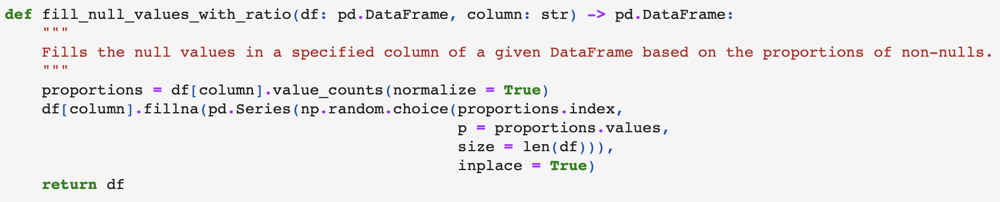 def fill_null_values_with_ratio(df: pd.DataFrame, column: str) -> pd.DataFrame:
    """
    Fills the null values in a specified column of a given DataFrame based on the proportions of non-nulls.
    """
    proportions = df[column].value_counts(normalize = True)
    df[column].fillna(pd.Series(np.random.choice(proportions.index,
                                                 p = proportions.values,
                                                 size = len(df))),
                                                 inplace = True)
    return df